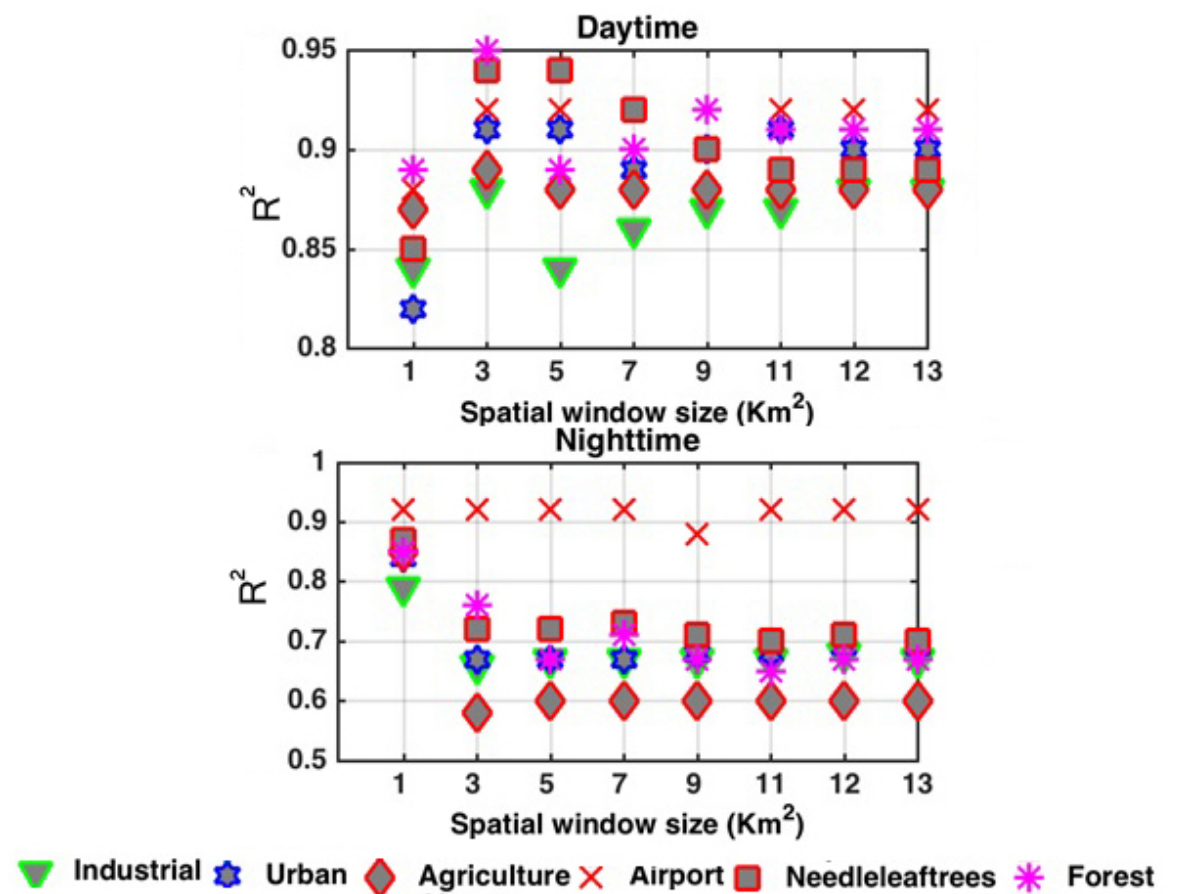 Daytime
0.95
0.9
0.85
0.8
R²
1 3 5 7 9 11 12 13
Spatial window size (Km²)
Nighttime
1
0.9
0.8
0.7
0.6
0.5
R²
1 3 5 7 9 11 12 13
Spatial window size (Km²)
Industrial Urban Agriculture Airport Needleleaftrees Forest